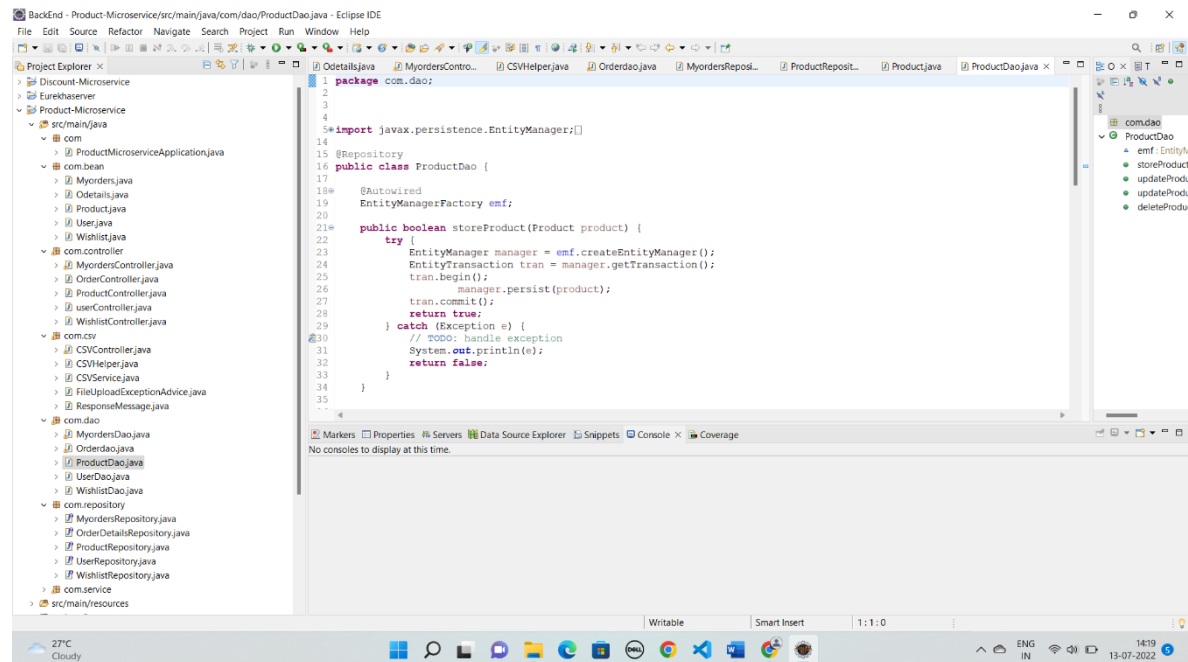 BackEnd - Product-Microservice/src/main/java/com/dao/ProductDao.java - Eclipse IDE
File Edit Source Refactor Navigate Search Project Run Window Help
Project Explorer
Odetails.java MyordersContro... CSVHelper.java Orderdao.java MyordersReposi... ProductReposit... Product.java ProductDao.java
Discount-Microservice
Eurekhaserver
Product-Microservice
src/main/java
com
ProductMicroserviceApplication.java
com.bean
Myorders.java
Odetails.java
Product.java
User.java
Wishlist.java
com.controller
MyordersController.java
OrderController.java
ProductController.java
userController.java
WishlistController.java
com.csv
CSVController.java
CSVHelper.java
CSVService.java
FileUploadExceptionAdvice.java
ResponseMessage.java
com.dao
MyordersDao.java
Orderdao.java
ProductDao.java
UserDao.java
WishlistDao.java
com.repository
MyordersRepository.java
OrderDetailsRepository.java
ProductRepository.java
UserRepository.java
WishlistRepository.java
com.service
src/main/resources
1 package com.dao;
2
3
4
5 import javax.persistence.EntityManager;
14
15 @Repository
16 public class ProductDao {
17
18 @Autowired
19 EntityManagerFactory emf;
20
21 public boolean storeProduct(Product product) {
22 try {
23 EntityManager manager = emf.createEntityManager();
24 EntityTransaction tran = manager.getTransaction();
25 tran.begin();
26 manager.persist(product);
27 tran.commit();
28 return true;
29 } catch (Exception e) {
30 // TODO: handle exception
31 System.out.println(e);
32 return false;
33 }
34 }
35
O T
com.dao
ProductDao
emf : EntityM
storeProduct
updateProdu
updateProdu
deleteProdu
Markers Properties Servers Data Source Explorer Snippets Console Coverage
No consoles to display at this time.
Writable Smart Insert 1 : 1 : 0
27°C
Cloudy
DELL
ENG
IN
14:19
13-07-2022
5